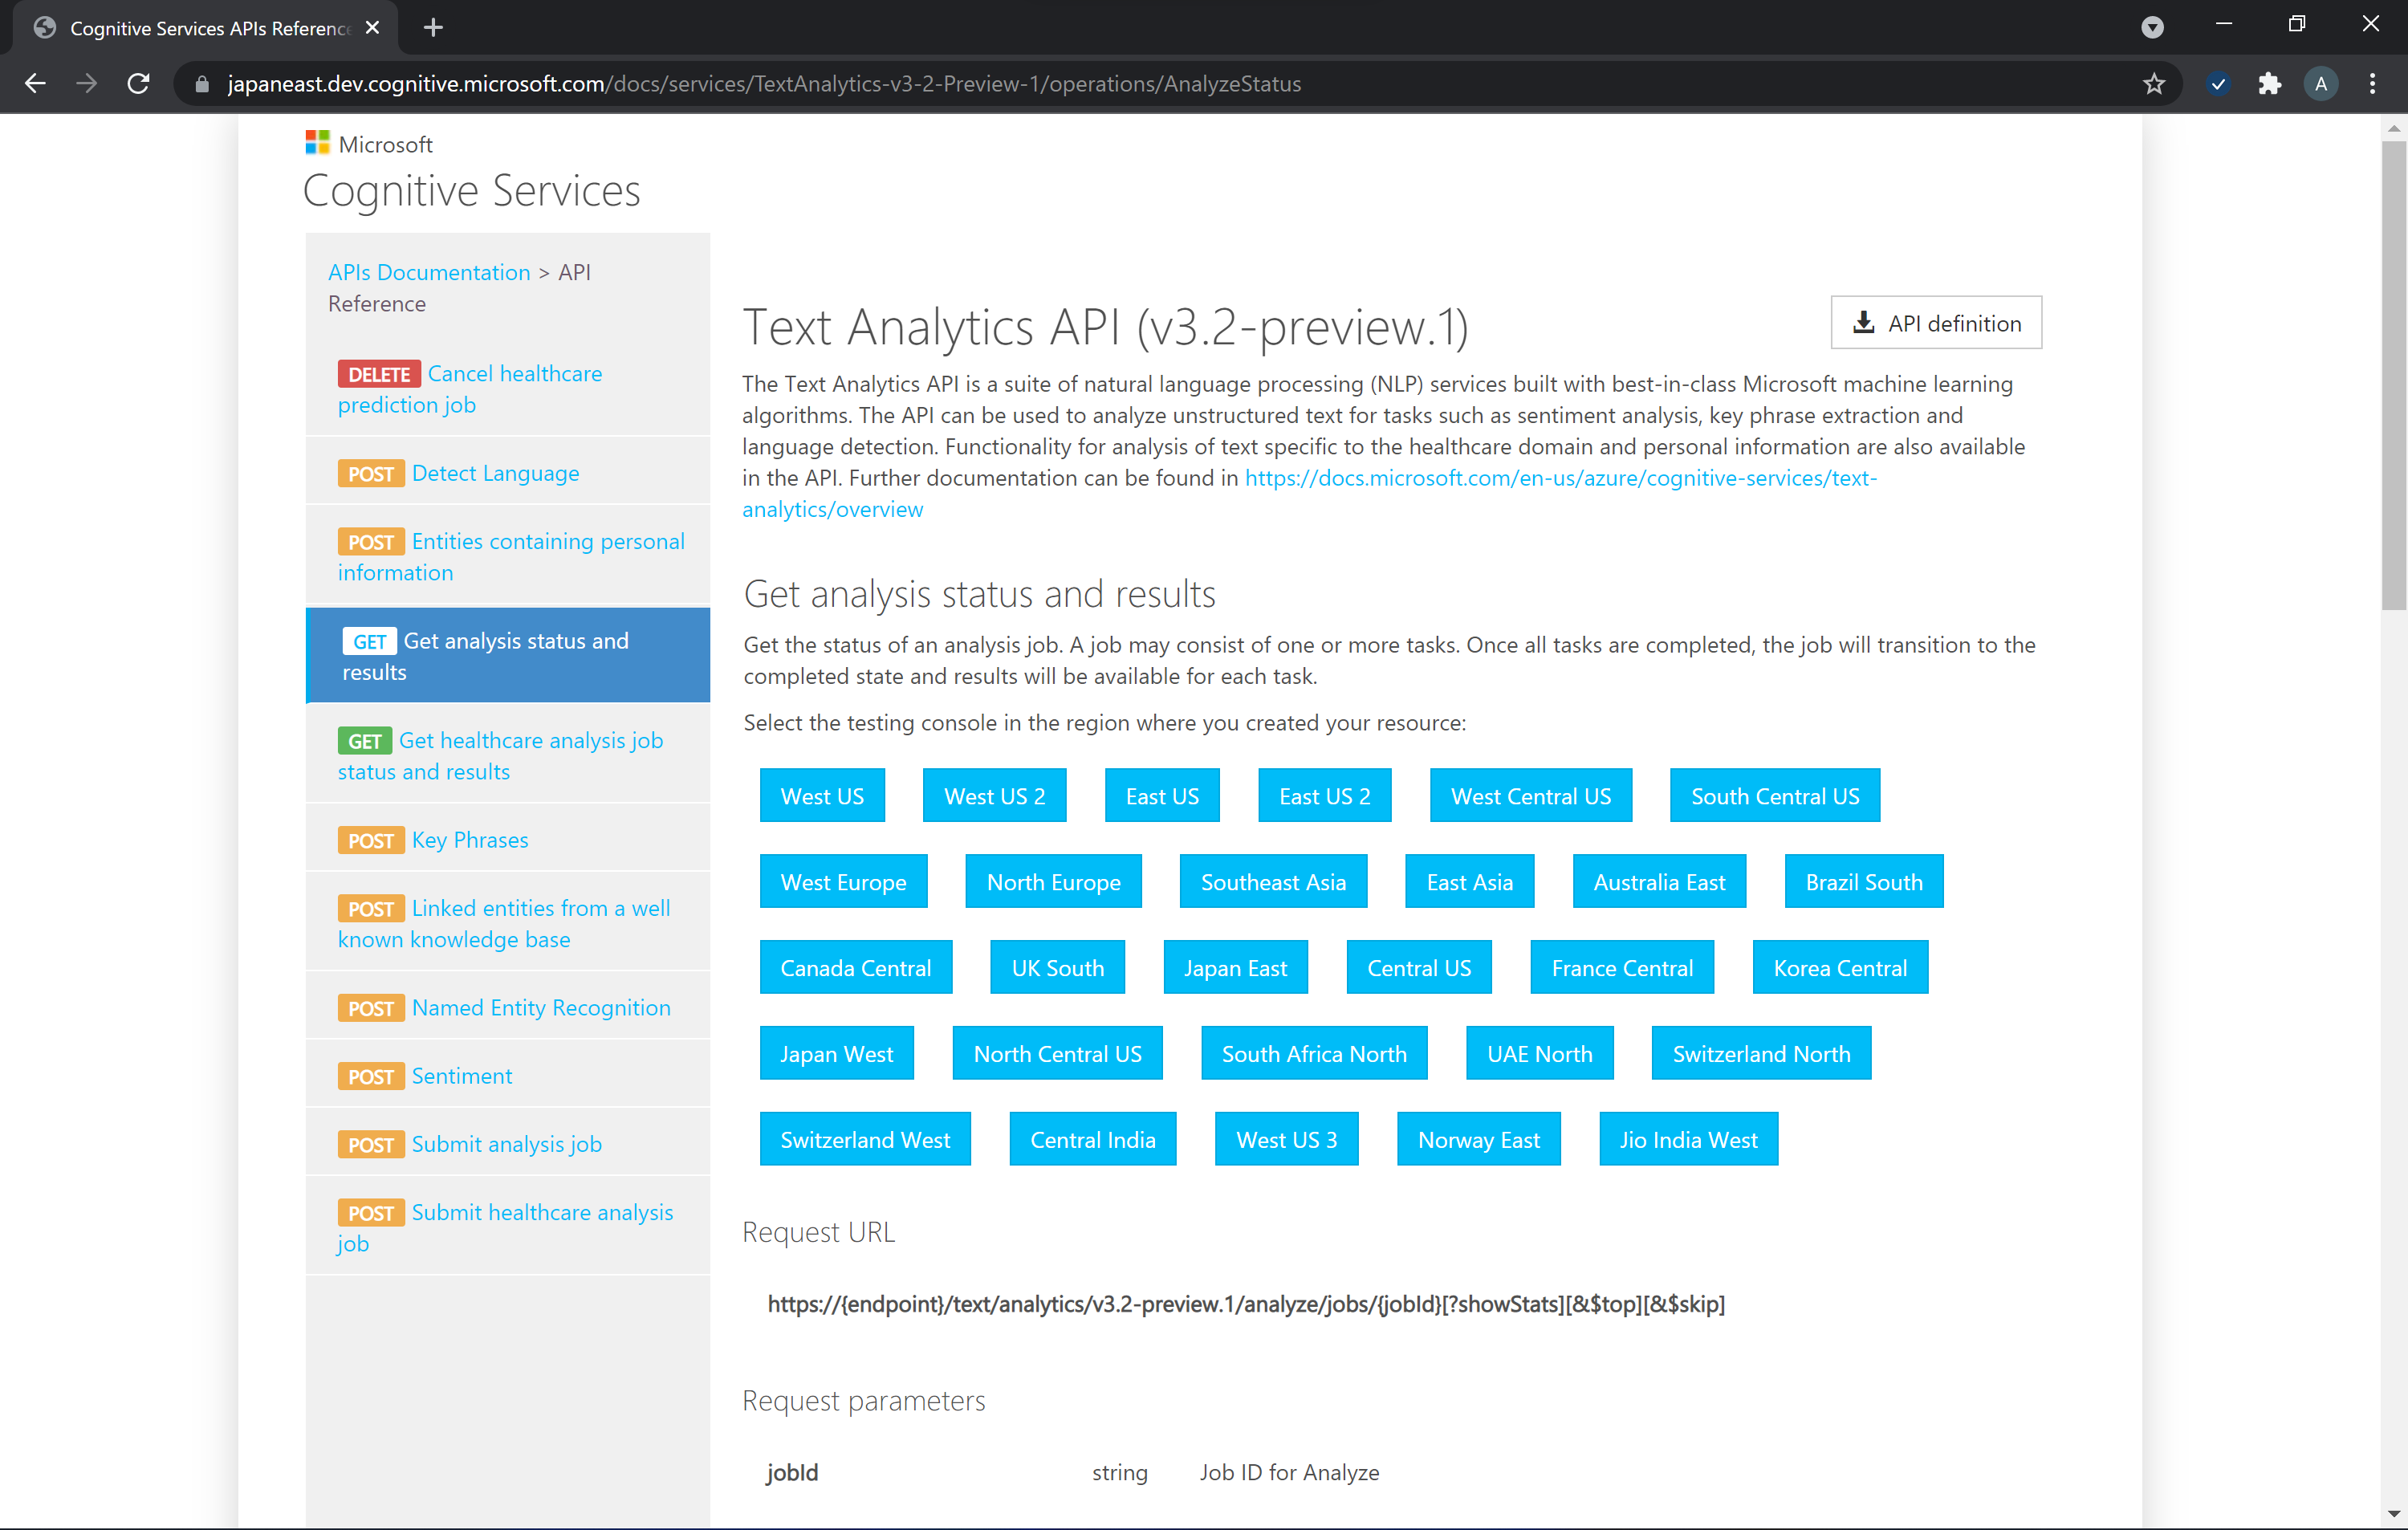 Cognitive Services APIs Reference
japaneast.dev.cognitive.microsoft.com/docs/services/TextAnalytics-v3-2-Preview-1/operations/AnalyzeStatus
A
Microsoft
Cognitive Services
APIs Documentation > API
Reference
DELETE Cancel healthcare
prediction job
POST Detect Language
POST Entities containing personal
information
GET Get analysis status and
results
GET Get healthcare analysis job
status and results
POST Key Phrases
POST Linked entities from a well
known knowledge base
POST Named Entity Recognition
POST Sentiment
POST Submit analysis job
POST Submit healthcare analysis
job
Text Analytics API (v3.2-preview.1)
API definition
The Text Analytics API is a suite of natural language processing (NLP) services built with best-in-class Microsoft machine learning
algorithms. The API can be used to analyze unstructured text for tasks such as sentiment analysis, key phrase extraction and
language detection. Functionality for analysis of text specific to the healthcare domain and personal information are also available
in the API. Further documentation can be found in https://docs.microsoft.com/en-us/azure/cognitive-services/text-
analytics/overview
Get analysis status and results
Get the status of an analysis job. A job may consist of one or more tasks. Once all tasks are completed, the job will transition to the
completed state and results will be available for each task.
Select the testing console in the region where you created your resource:
West US West US 2 East US East US 2 West Central US South Central US
West Europe North Europe Southeast Asia East Asia Australia East Brazil South
Canada Central UK South Japan East Central US France Central Korea Central
Japan West North Central US South Africa North UAE North Switzerland North
Switzerland West Central India West US 3 Norway East Jio India West
Request URL
https://{endpoint}/text/analytics/v3.2-preview.1/analyze/jobs/{jobId}[?showStats][&$top][&$skip]
Request parameters
jobId string Job ID for Analyze